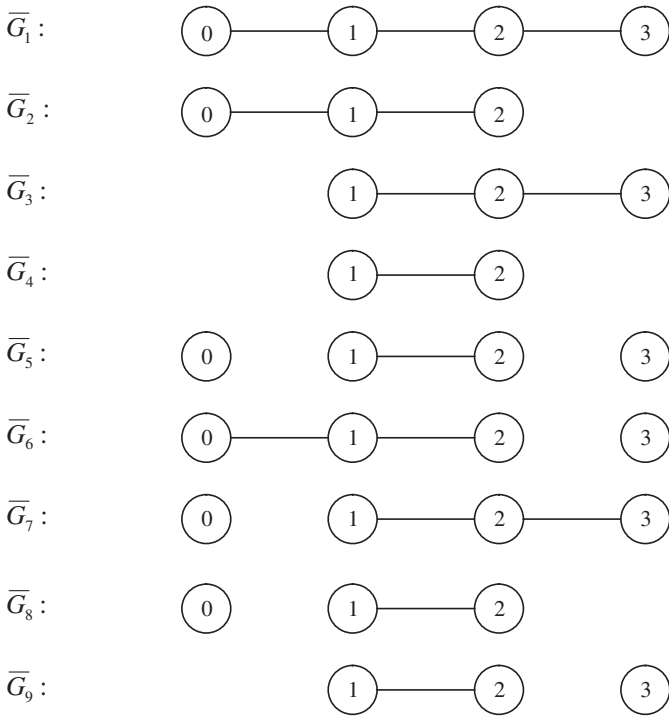 G̅₁ : 0 1 2 3
G̅₂ : 0 1 2
G̅₃ : 1 2 3
G̅₄ : 1 2
G̅₅ : 0 1 2 3
G̅₆ : 0 1 2 3
G̅₇ : 0 1 2 3
G̅₈ : 0 1 2
G̅₉ : 1 2 3